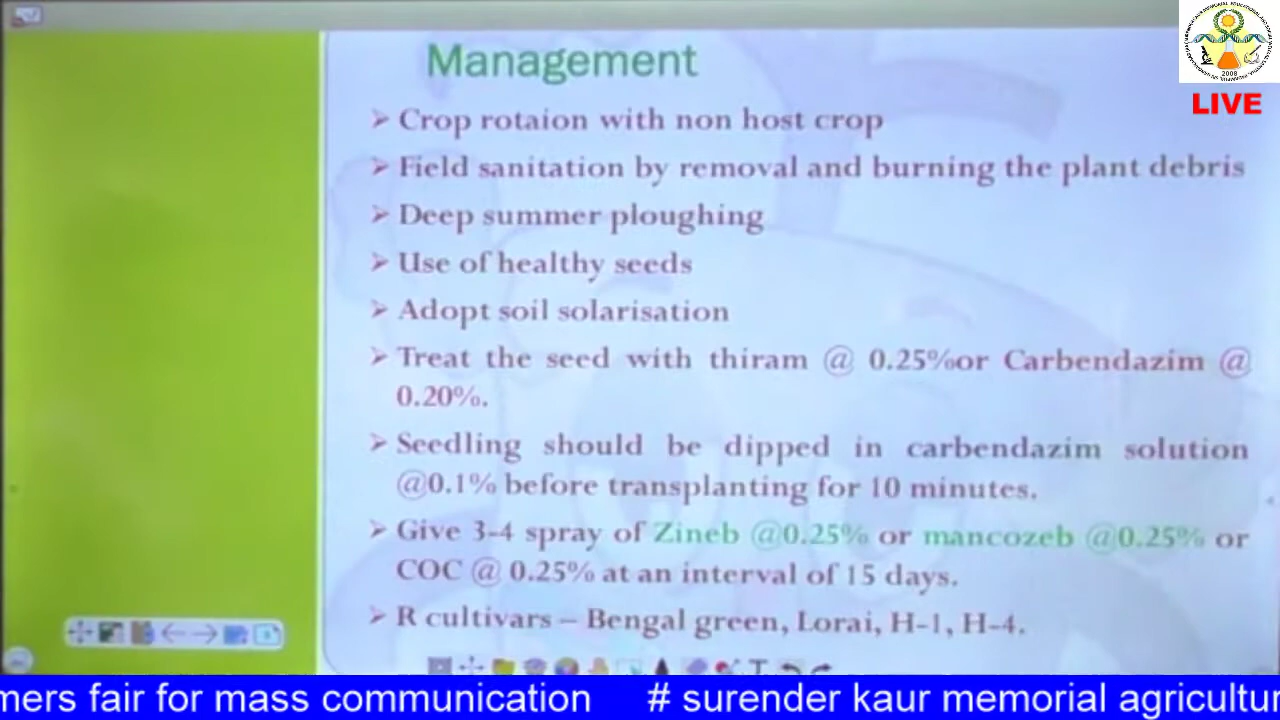 Management
➤ Crop rotaion with non host crop
➤ Field sanitation by removal and burning the plant debris
➤ Deep summer ploughing
➤ Use of healthy seeds
➤ Adopt soil solarisation
➤ Treat the seed with thiram @ 0.25%or Carbendazim @
0.20%.
➤ Seedling should be dipped in carbendazim solution
@0.1% before transplanting for 10 minutes.
➤ Give 3-4 spray of Zineb @0.25% or mancozeb @0.25% or
COC @ 0.25% at an interval of 15 days.
➤ R cultivars – Bengal green, Lorai, H-1, H-4.
2008
LIVE
mers fair for mass communication # surender kaur memorial agricultur